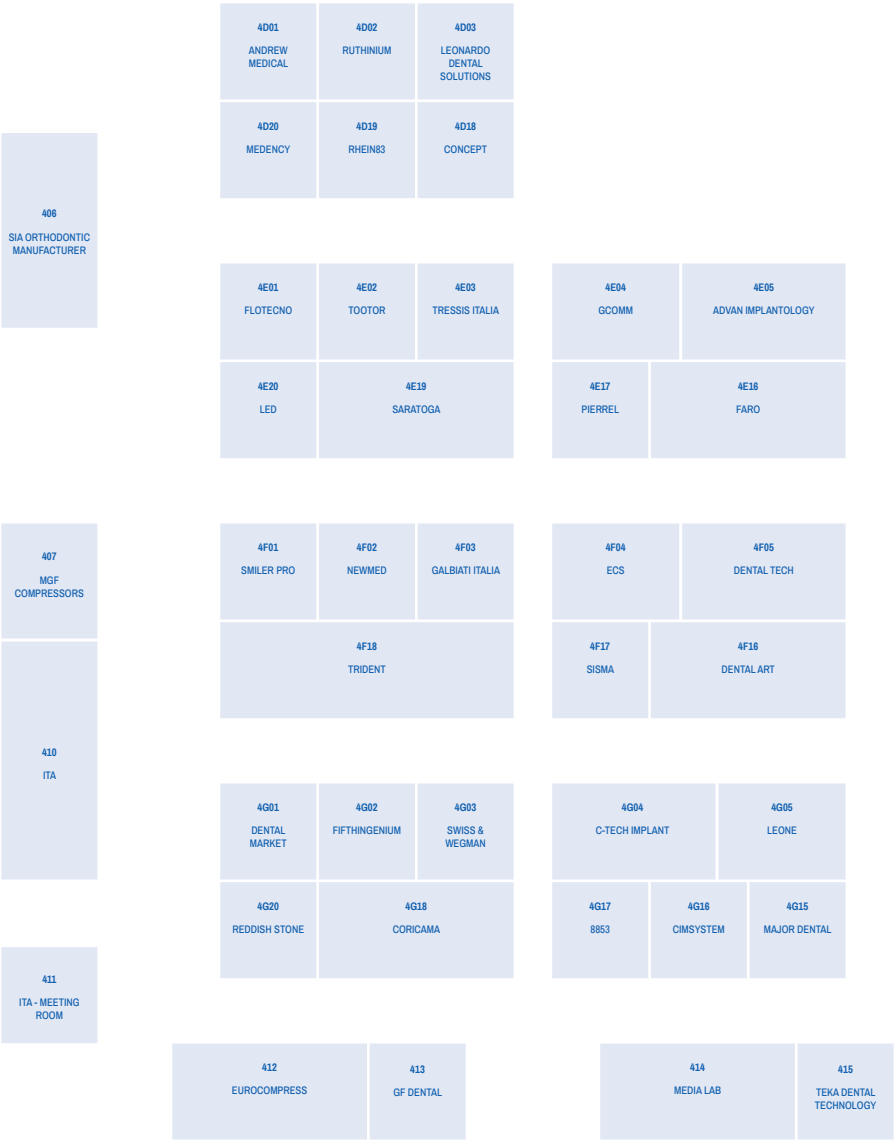 4D01
ANDREW
MEDICAL
4D02
RUTHINIUM
4D03
LEONARDO
DENTAL
SOLUTIONS
4D20
MEDENCY
4D19
RHEIN83
4D18
CONCEPT
406
SIA ORTHODONTIC
MANUFACTURER
4E01
FLOTECNO
4E02
TOOTOR
4E03
TRESSIS ITALIA
4E04
GCOMM
4E05
ADVAN IMPLANTOLOGY
4E20
LED
4E19
SARATOGA
4E17
PIERREL
4E16
FARO
407
MGF
COMPRESSORS
4F01
SMILER PRO
4F02
NEWMED
4F03
GALBIATI ITALIA
4F04
ECS
4F05
DENTAL TECH
4F18
TRIDENT
4F17
SISMA
4F16
DENTAL ART
410
ITA
4G01
DENTAL
MARKET
4G02
FIFTHINGENIUM
4G03
SWISS &
WEGMAN
4G04
C-TECH IMPLANT
4G05
LEONE
4G20
REDDISH STONE
4G18
CORICAMA
4G17
8853
4G16
CIMSYSTEM
4G15
MAJOR DENTAL
411
ITA - MEETING
ROOM
412
EUROCOMPRESS
413
GF DENTAL
414
MEDIA LAB
415
TEKA DENTAL
TECHNOLOGY